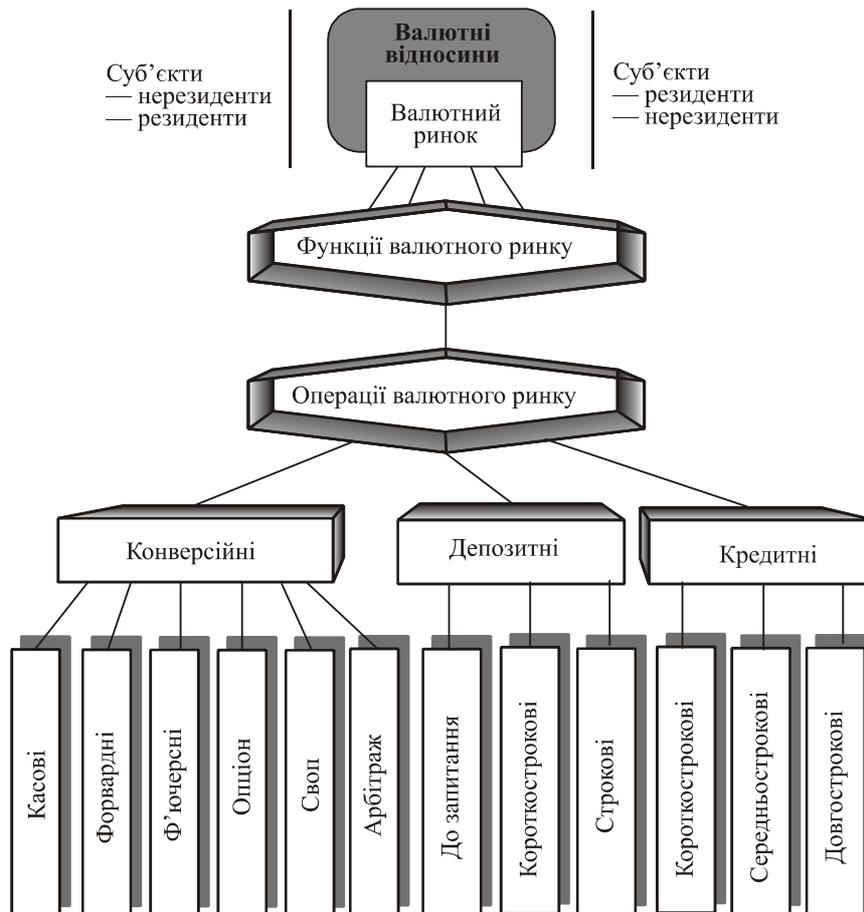 Валютні
відносини
Валютний
ринок
Суб’єкти
— нерезиденти
— резиденти
Суб’єкти
— резиденти
— нерезиденти
Функції валютного ринку
Операції валютного ринку
Конверсійні
Депозитні
Кредитні
Касові
Форвардні
Ф’ючерсні
Опціон
Своп
Арбітраж
До запитання
Короткострокові
Строкові
Короткострокові
Середньострокові
Довгострокові